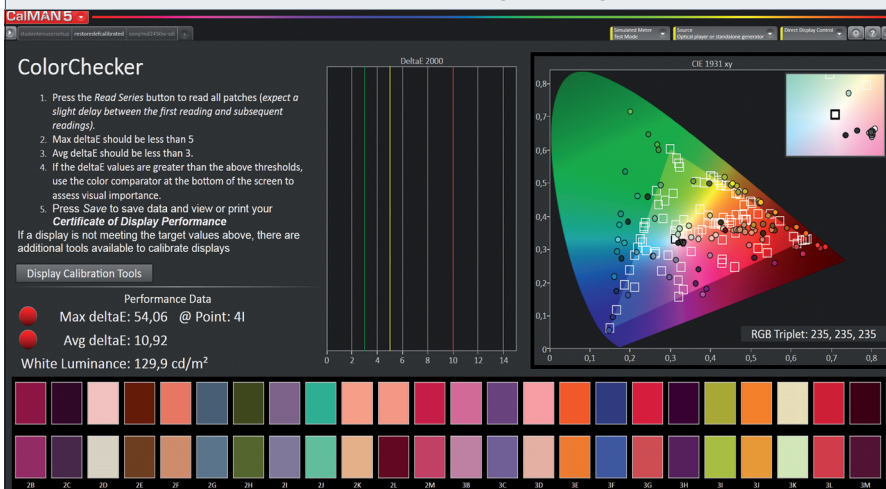 CalMAN 5
restoredefcalibrated
Simulated Meter
Test Mode
Source
Optical player or standalone generator
Direct Display Control
ColorChecker
1. Press the Read Series button to read all patches (expect a
slight delay between the first reading and subsequent
readings).
2. Max deltaE should be less than 5
3. Avg deltaE should be less than 3.
4. If the deltaE values are greater than the above thresholds,
use the color comparator at the bottom of the screen to
assess visual importance.
5. Press Save to save data and view or print your
Certificate of Display Performance
If a display is not meeting the target values above, there are
additional tools available to calibrate displays
Display Calibration Tools
Performance Data
Max deltaE: 54,06 @ Point: 4I
Avg deltaE: 10,92
White Luminance: 129,9 cd/m²
DeltaE 2000
0 2 4 6 8 10 12 14
CIE 1931 xy
0,8
0,7
0,6
0,5
0,4
0,3
0,2
0,1
0
0 0,1 0,2 0,3 0,4 0,5 0,6 0,7 0,8
RGB Triplet: 235, 235, 235
2B 2C 2D 2E 2F 2G 2H 2I 2J 2K 2L 2M 3B 3C 3D 3E 3F 3G 3H 3I 3J 3K 3L 3M